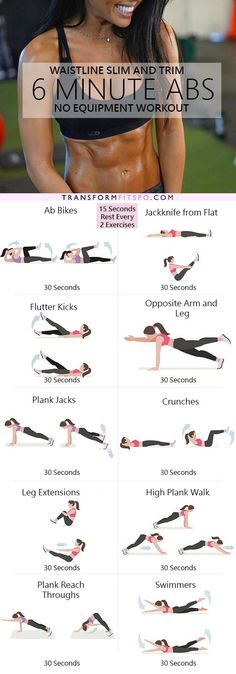 WAISTLINE SLIM AND TRIM
6 MINUTE ABS
NO EQUIPMENT WORKOUT
TRANSFORMFITSPO.COM
Ab Bikes
15 Seconds
Rest Every
2 Exercises
Jackknife from Flat
30 Seconds
30 Seconds
Flutter Kicks
Opposite Arm and
Leg
30 Seconds
30 Seconds
Plank Jacks
Crunches
30 Seconds
30 Seconds
Leg Extensions
High Plank Walk
30 Seconds
30 Seconds
Plank Reach
Throughs
Swimmers
30 Seconds
30 Seconds